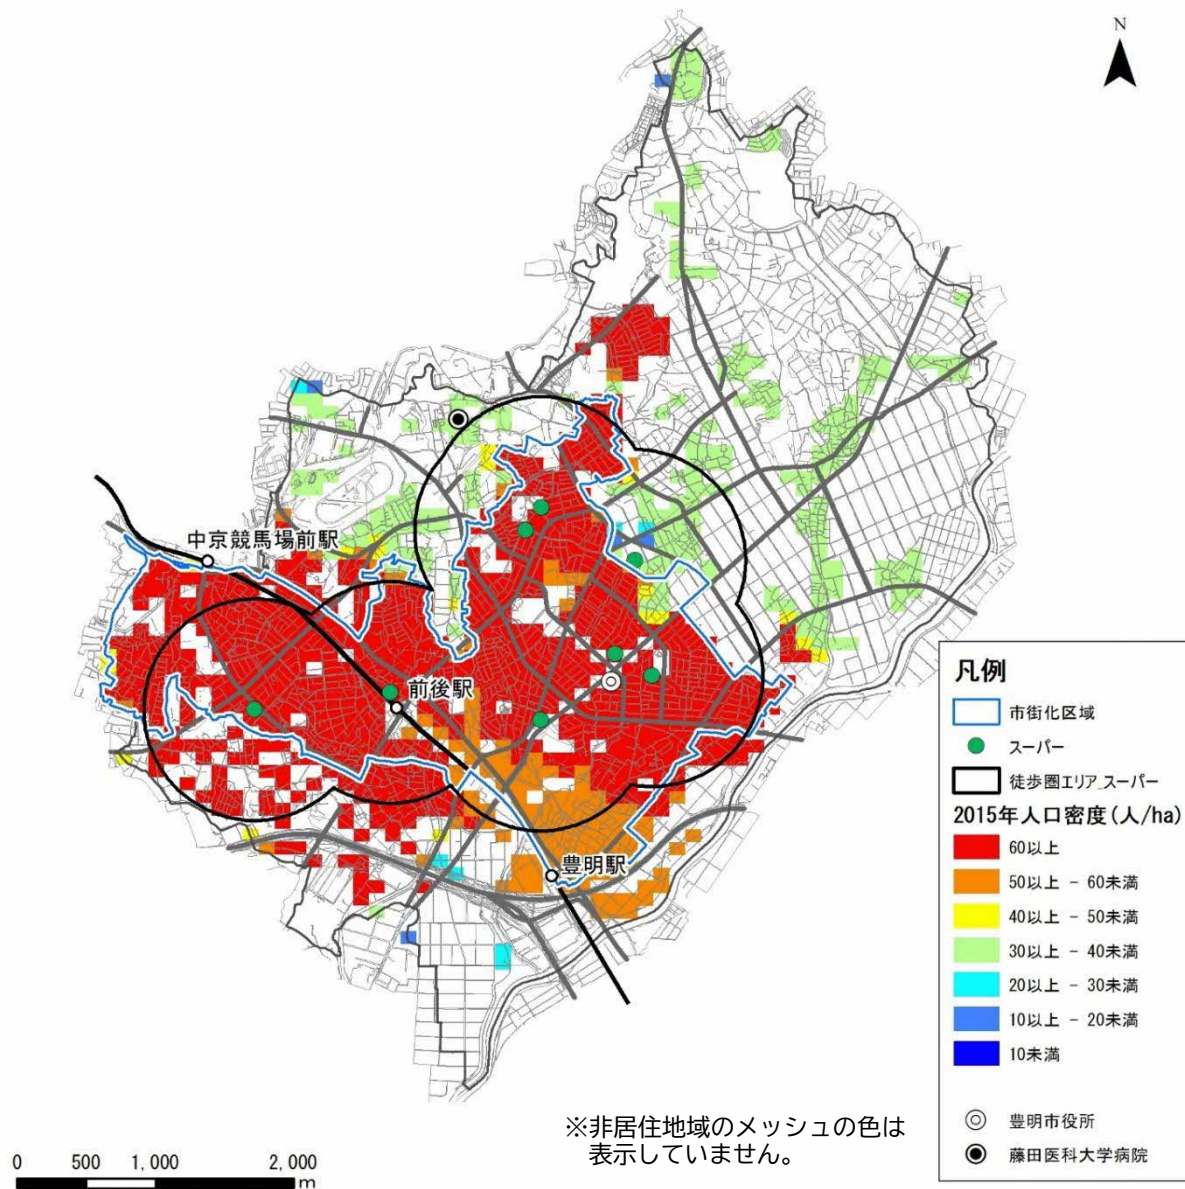 N
中京競馬場前駅
前後駅
豊明駅
凡例
市街化区域
スーパー
徒歩圏エリア_スーパー
2015年人口密度(人/ha)
60以上
50以上 - 60未満
40以上 - 50未満
30以上 - 40未満
20以上 - 30未満
10以上 - 20未満
10未満
豊明市役所
藤田医科大学病院
※非居住地域のメッシュの色は
表示していません。
0 500 1,000 2,000
m